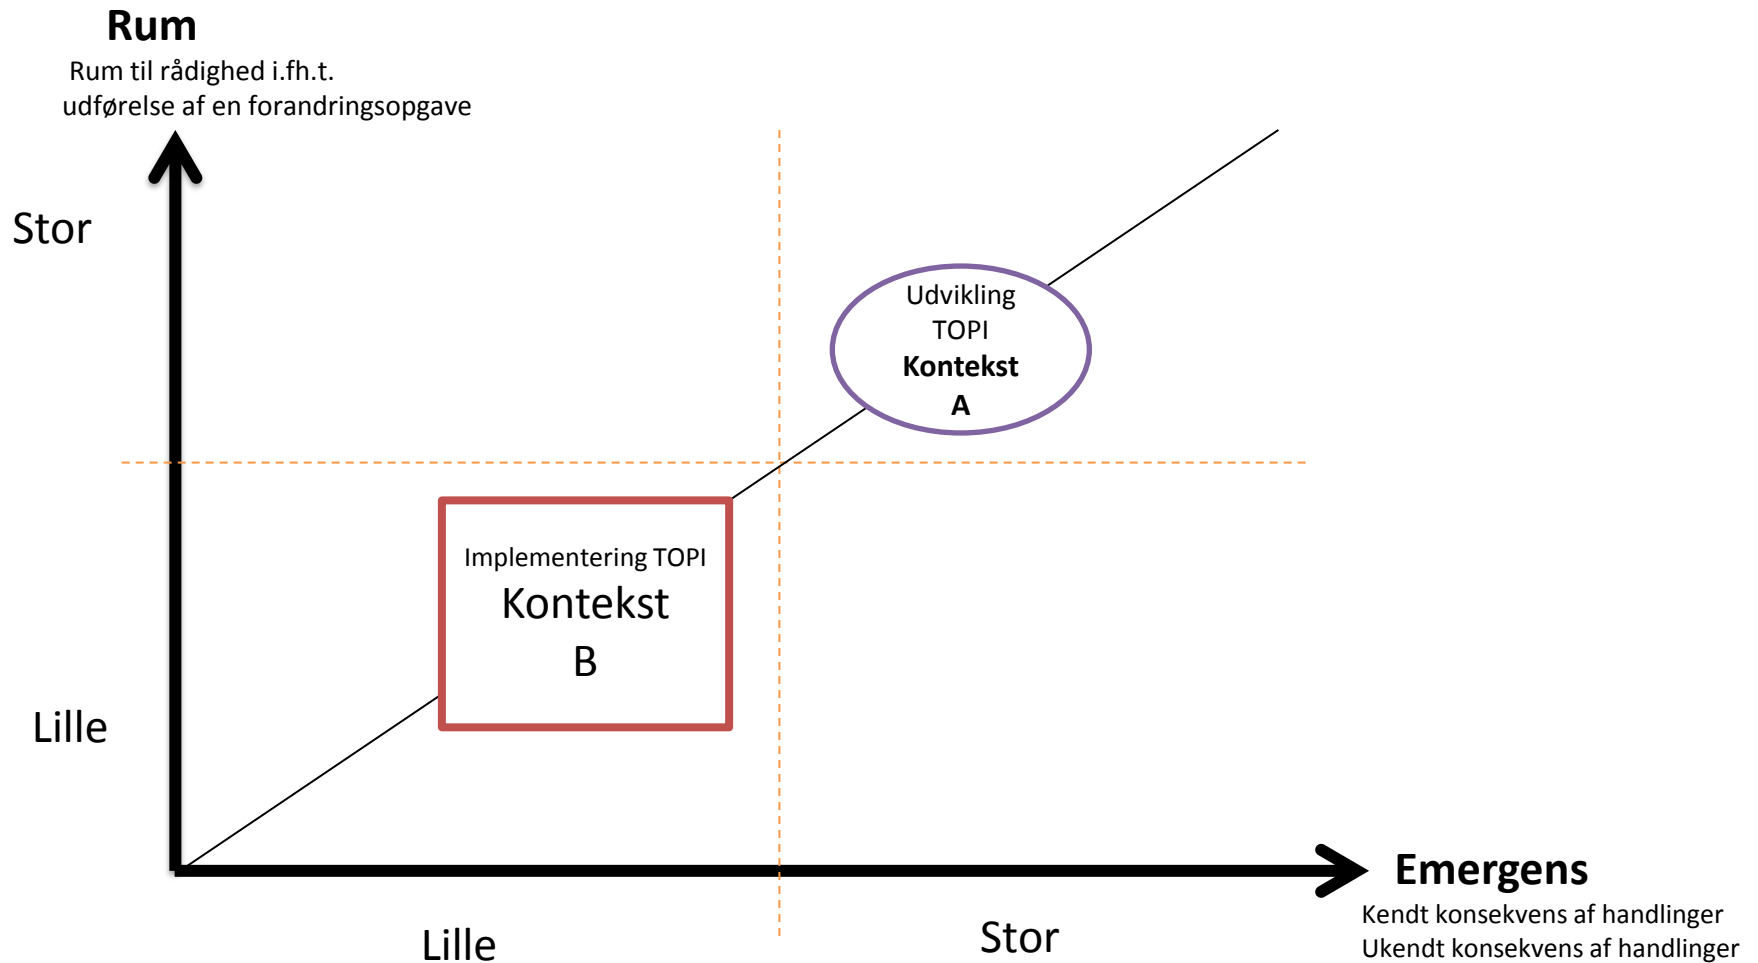 Rum
Rum til rådighed i.fh.t.
udførelse af en forandringsopgave
Stor
Udvikling
TOPI
Kontekst
A
Implementering TOPI
Kontekst
B
Lille
Emergens
Kendt konsekvens af handlinger
Ukendt konsekvens af handlinger
Lille
Stor